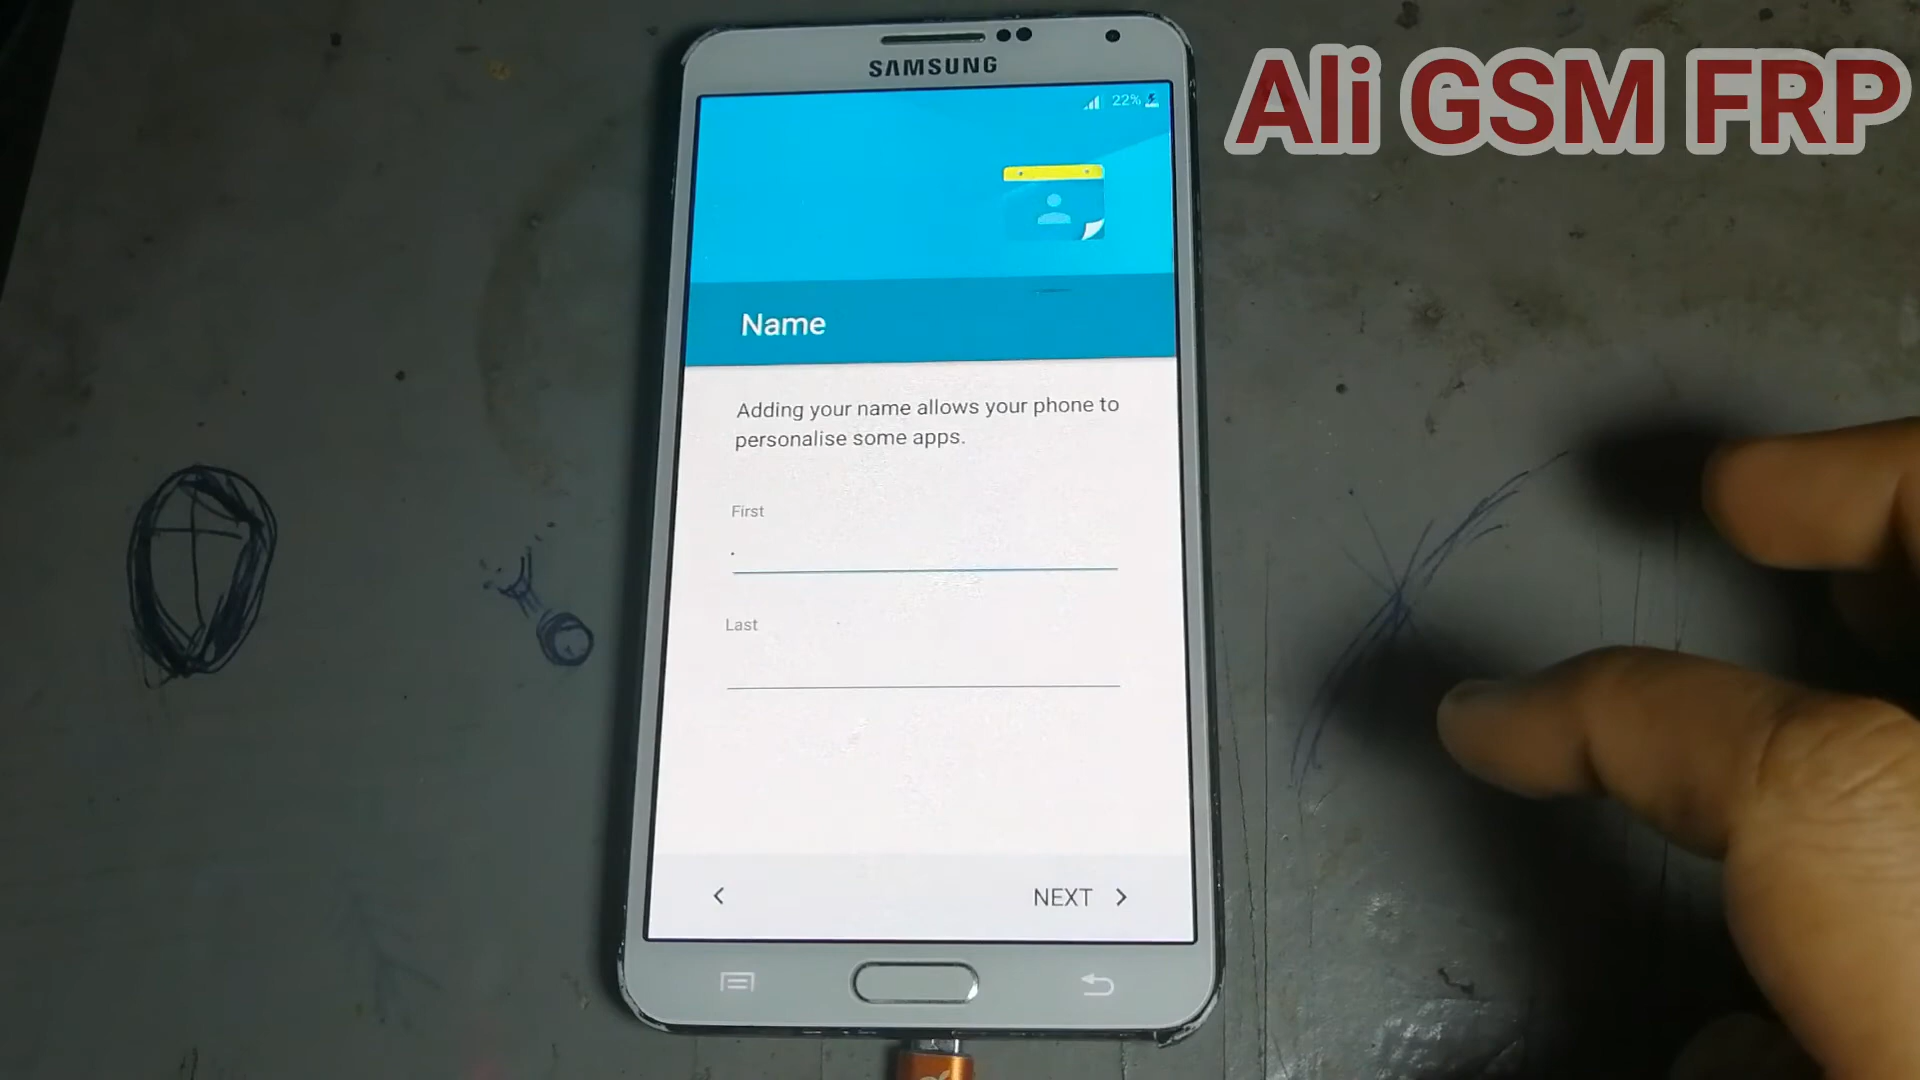 Ali GSM FRP
SAMSUNG
22%
Name
Adding your name allows your phone to
personalise some apps.
First
.
Last
NEXT